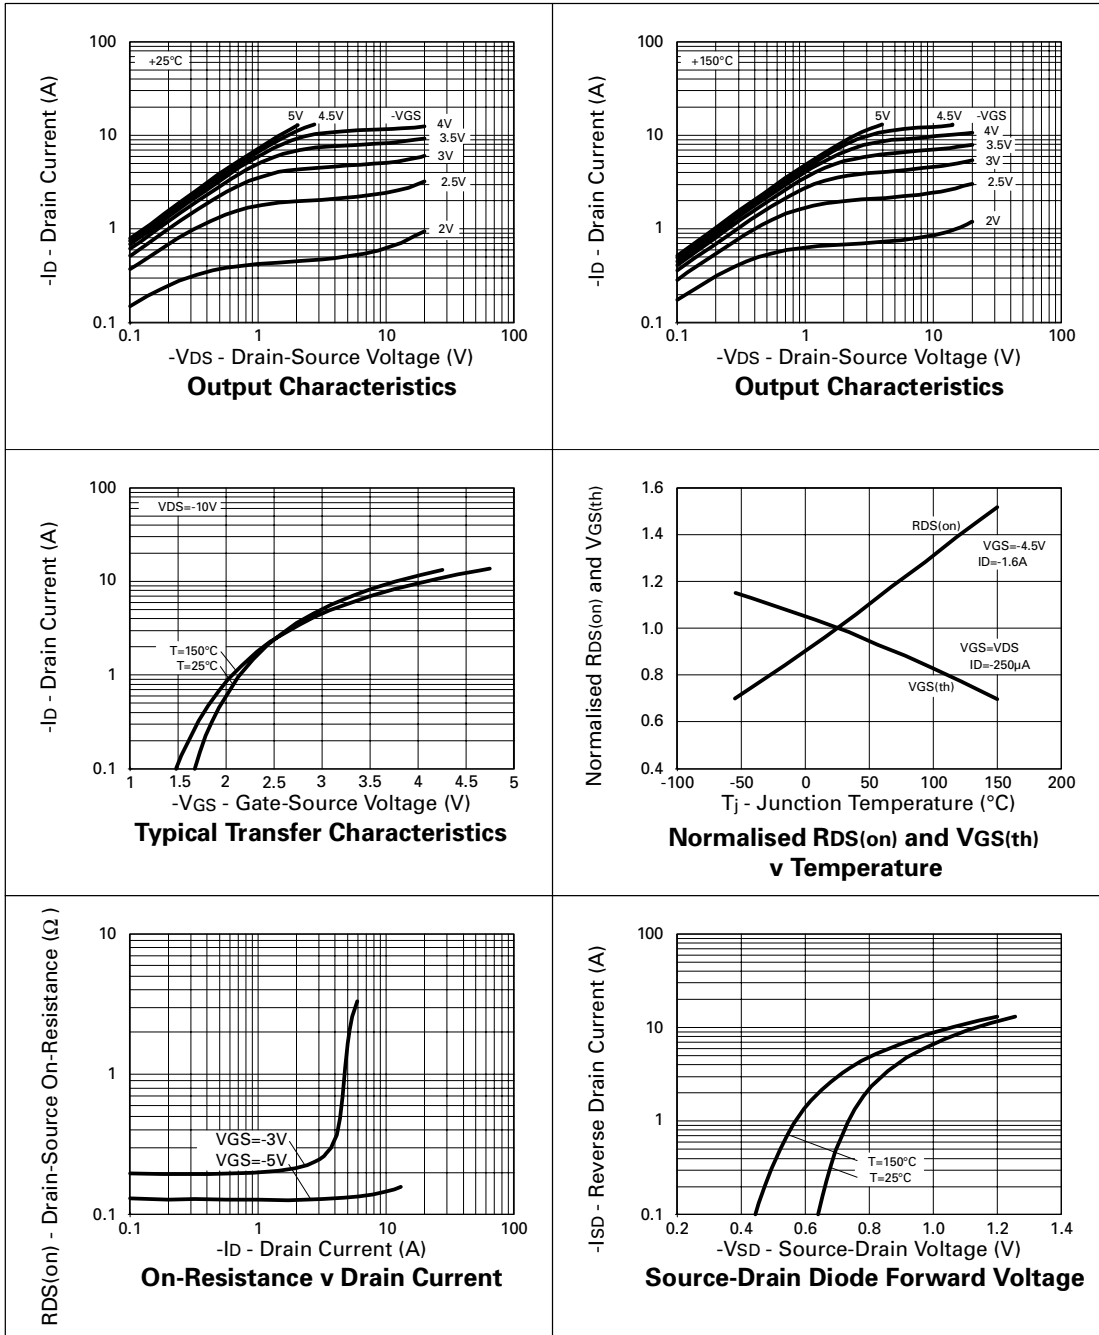 -ID - Drain Current (A)
100
10
1
0.1
+25°C
5V 4.5V -VGS
4V
3.5V
3V
2.5V
2V
0.1 1 10 100
-VDS - Drain-Source Voltage (V)
Output Characteristics
-ID - Drain Current (A)
100
10
1
0.1
+150°C
5V 4.5V -VGS
4V
3.5V
3V
2.5V
2V
0.1 1 10 100
-VDS - Drain-Source Voltage (V)
Output Characteristics
-ID - Drain Current (A)
100
10
1
0.1
VDS=-10V
T=150°C
T=25°C
1 1.5 2 2.5 3 3.5 4 4.5 5
-VGS - Gate-Source Voltage (V)
Typical Transfer Characteristics
Normalised RDS(on) and VGS(th)
1.6
1.4
1.2
1.0
0.8
0.6
0.4
RDS(on)
VGS=-4.5V
ID=-1.6A
VGS=VDS
ID=-250µA
VGS(th)
-100 -50 0 50 100 150 200
Tj - Junction Temperature (°C)
Normalised RDS(on) and VGS(th)
v Temperature
RDS(on) - Drain-Source On-Resistance (Ω)
10
1
0.1
VGS=-3V
VGS=-5V
0.1 1 10 100
-ID - Drain Current (A)
On-Resistance v Drain Current
-ISD - Reverse Drain Current (A)
100
10
1
0.1
T=150°C
T=25°C
0.2 0.4 0.6 0.8 1.0 1.2 1.4
-VSD - Source-Drain Voltage (V)
Source-Drain Diode Forward Voltage